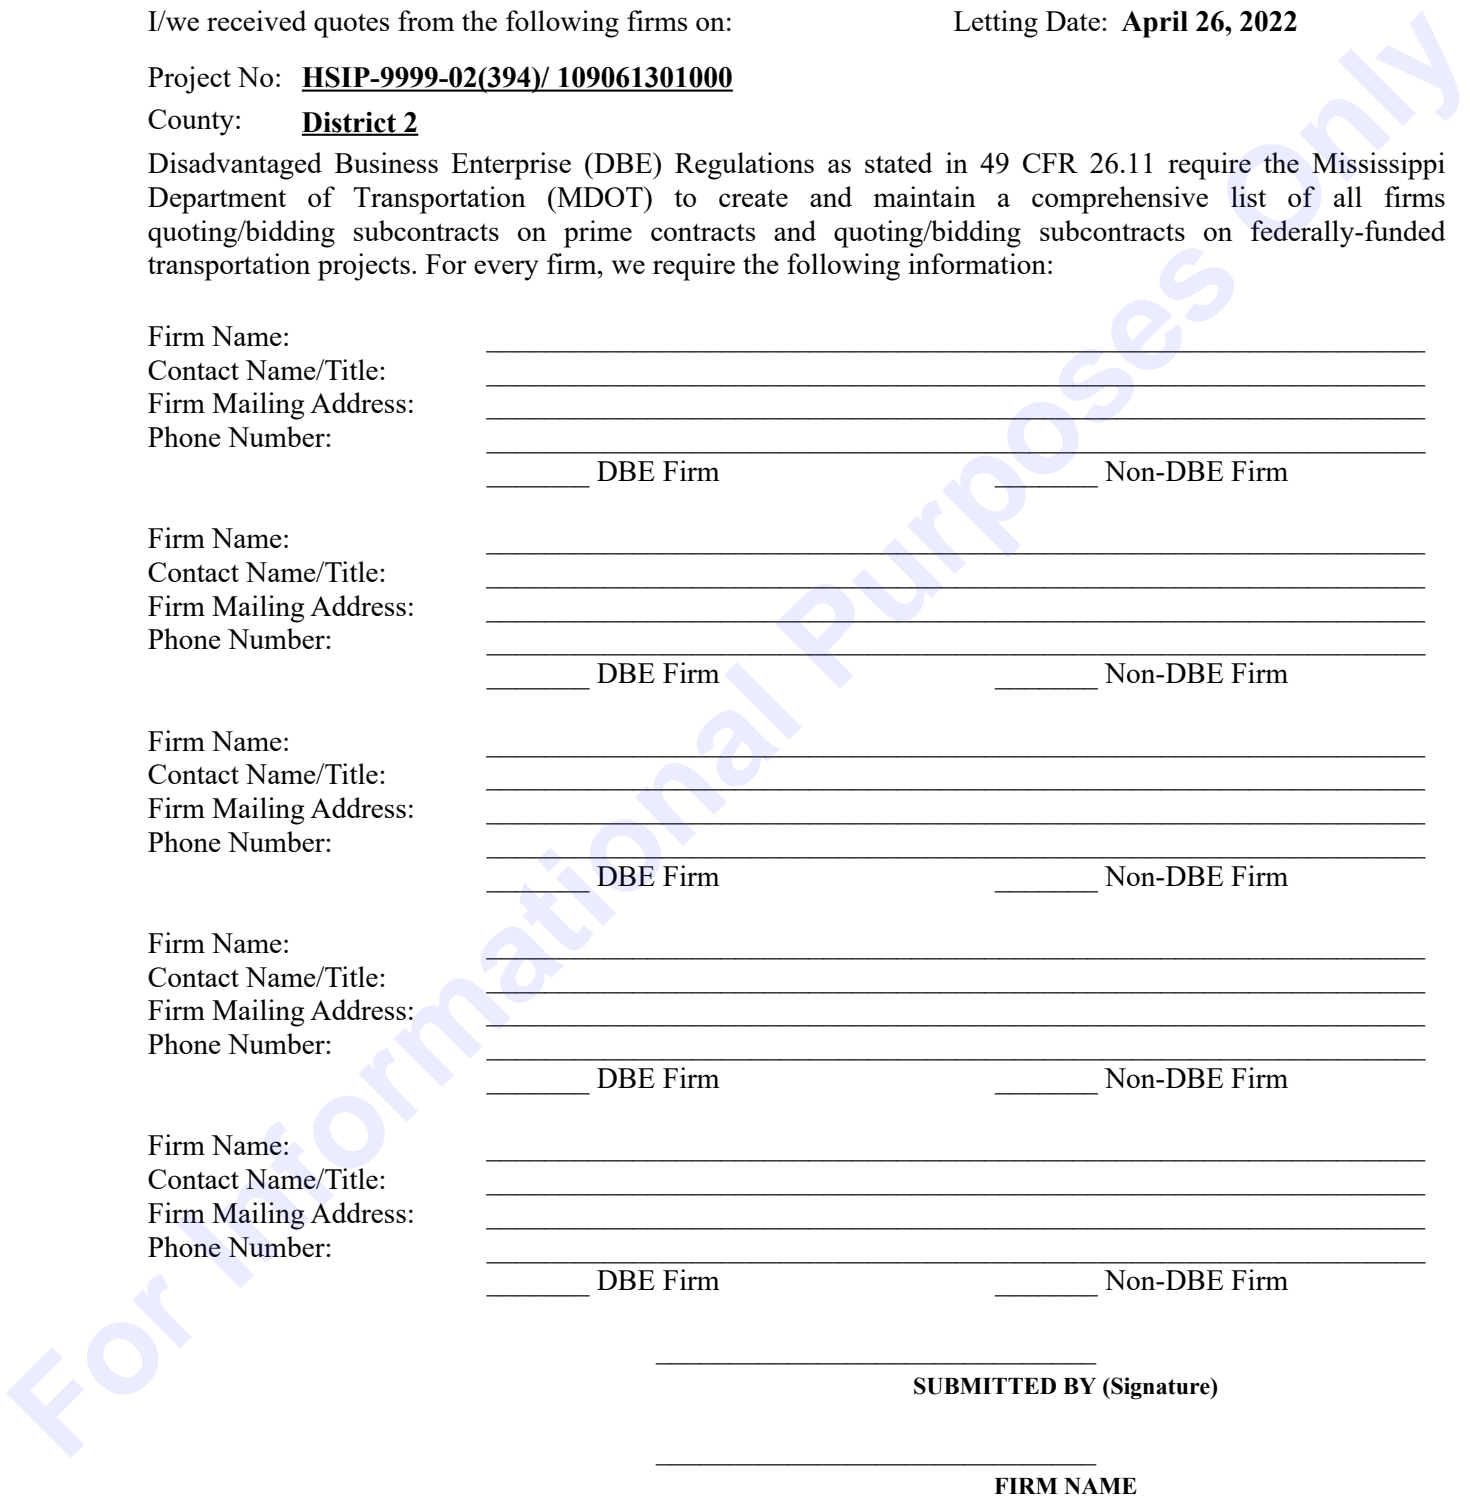 I/we received quotes from the following firms on: Letting Date: April 26, 2022
Project No: HSIP-9999-02(394)/ 109061301000
County: District 2
Disadvantaged Business Enterprise (DBE) Regulations as stated in 49 CFR 26.11 require the Mississippi
Department of Transportation (MDOT) to create and maintain a comprehensive list of all firms
quoting/bidding subcontracts on prime contracts and quoting/bidding subcontracts on federally-funded
transportation projects. For every firm, we require the following information:
Firm Name:
Contact Name/Title:
Firm Mailing Address:
Phone Number:
DBE Firm Non-DBE Firm
Firm Name:
Contact Name/Title:
Firm Mailing Address:
Phone Number:
DBE Firm Non-DBE Firm
Firm Name:
Contact Name/Title:
Firm Mailing Address:
Phone Number:
DBE Firm Non-DBE Firm
Firm Name:
Contact Name/Title:
Firm Mailing Address:
Phone Number:
DBE Firm Non-DBE Firm
Firm Name:
Contact Name/Title:
Firm Mailing Address:
Phone Number:
DBE Firm Non-DBE Firm
SUBMITTED BY (Signature)
FIRM NAME
For Informational Purposes Only